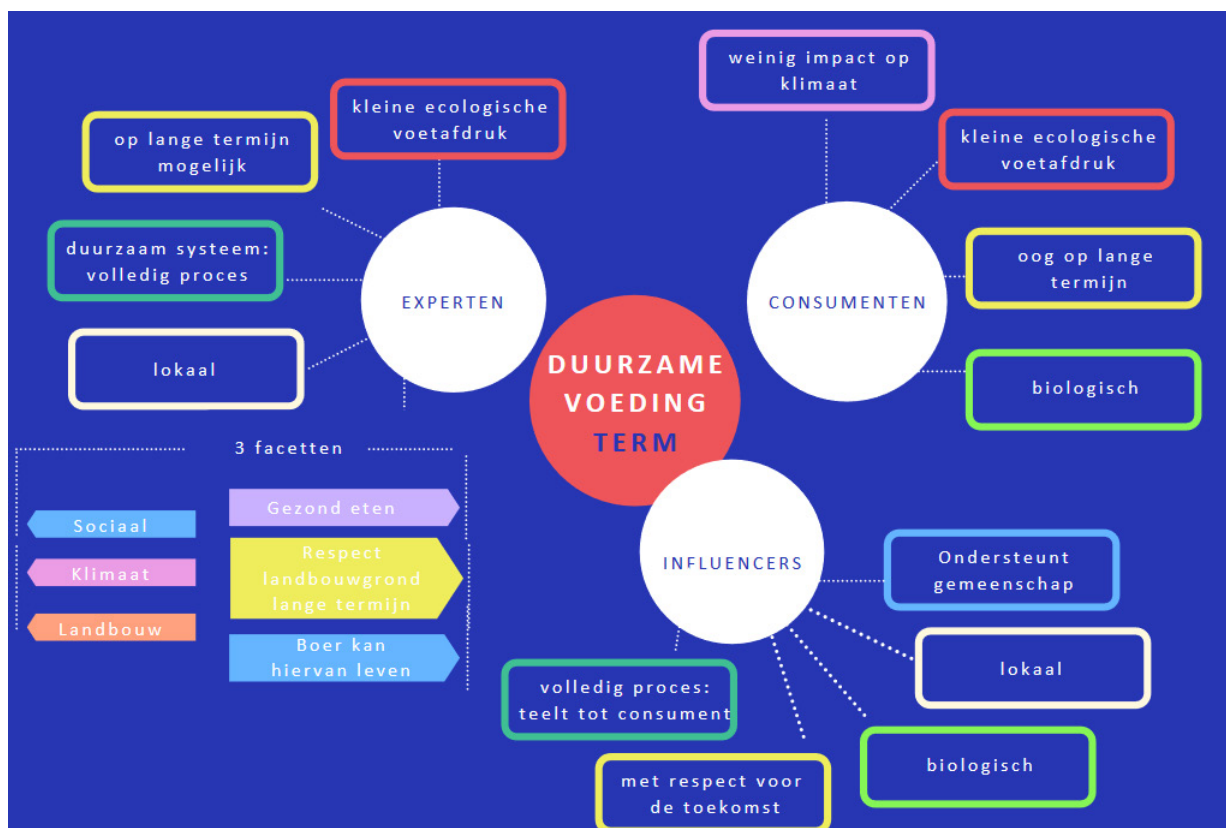 kleine ecologische
voetafdruk
op lange termijn
mogelijk
duurzaam systeem:
volledig proces
lokaal
EXPERTEN
weinig impact op
klimaat
kleine ecologische
voetafdruk
oog op lange
termijn
biologisch
CONSUMENTEN
DUURZAME
VOEDING
TERM
3 facetten
Sociaal
Klimaat
Landbouw
Gezond eten
Respect
landbouwgrond
lange termijn
Boer kan
hiervan leven
INFLUENCERS
Ondersteunt
gemeenschap
lokaal
biologisch
met respect voor
de toekomst
volledig proces:
teelt tot consument